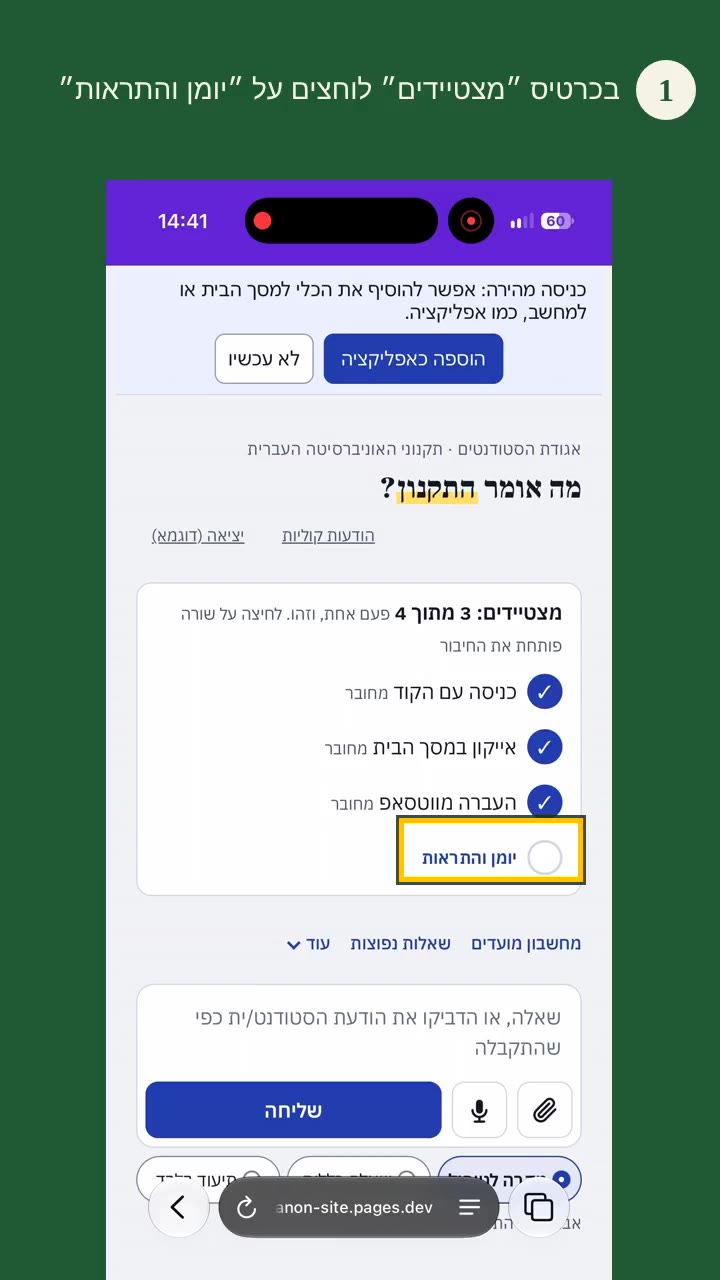 1
בכרטיס ״מצטיידים״ לוחצים על ״יומן והתראות״
14:41
60
כניסה מהירה: אפשר להוסיף את הכלי למסך הבית או
למחשב, כמו אפליקציה.
הוספה כאפליקציה
לא עכשיו
אגודת הסטודנטים · תקנוני האוניברסיטה העברית
מה אומר התקנון?
הודעות קוליות
יציאה (דוגמא)
מצטיידים: 3 מתוך 4 פעם אחת, וזהו. לחיצה על שורה
פותחת את החיבור
כניסה עם הקוד מחובר
אייקון במסך הבית מחובר
העברה מווטסאפ מחובר
יומן והתראות
מחשבון מועדים
שאלות נפוצות
עוד
שאלה, או הדביקו את הודעת הסטודנט/ית כפי
שהתקבלה
שליחה
anon-site.pages.dev